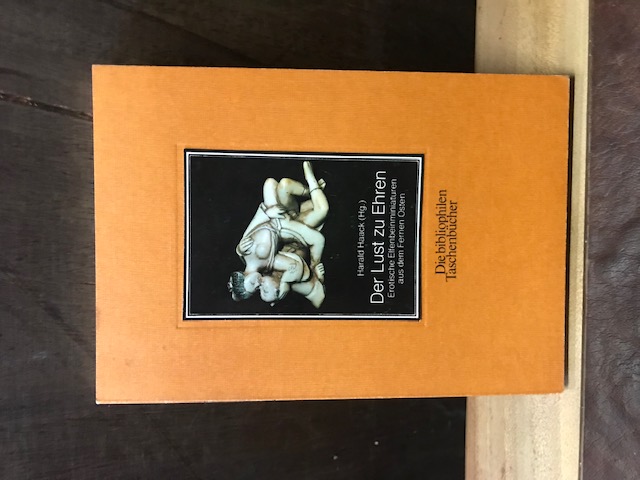 Harald Haack (Hg.)
Der Lust zu Ehren
Erotische Elfenbeinminiaturen
aus dem Fernen Osten
Die bibliophilen
Taschenbücher